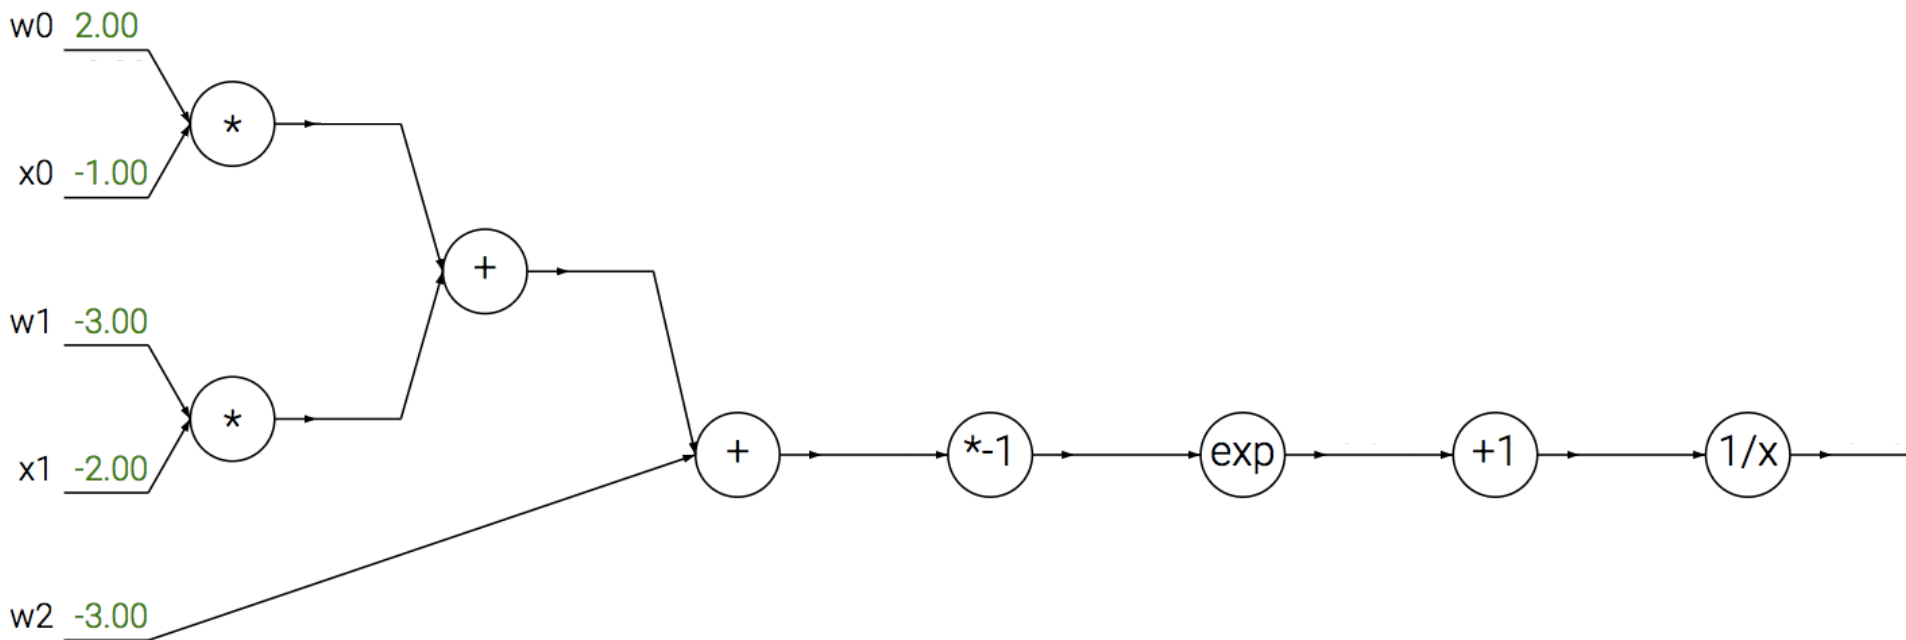 w0 2.00
*
x0 -1.00
+
w1 -3.00
*
x1 -2.00
+ *-1 exp +1 1/x
w2 -3.00